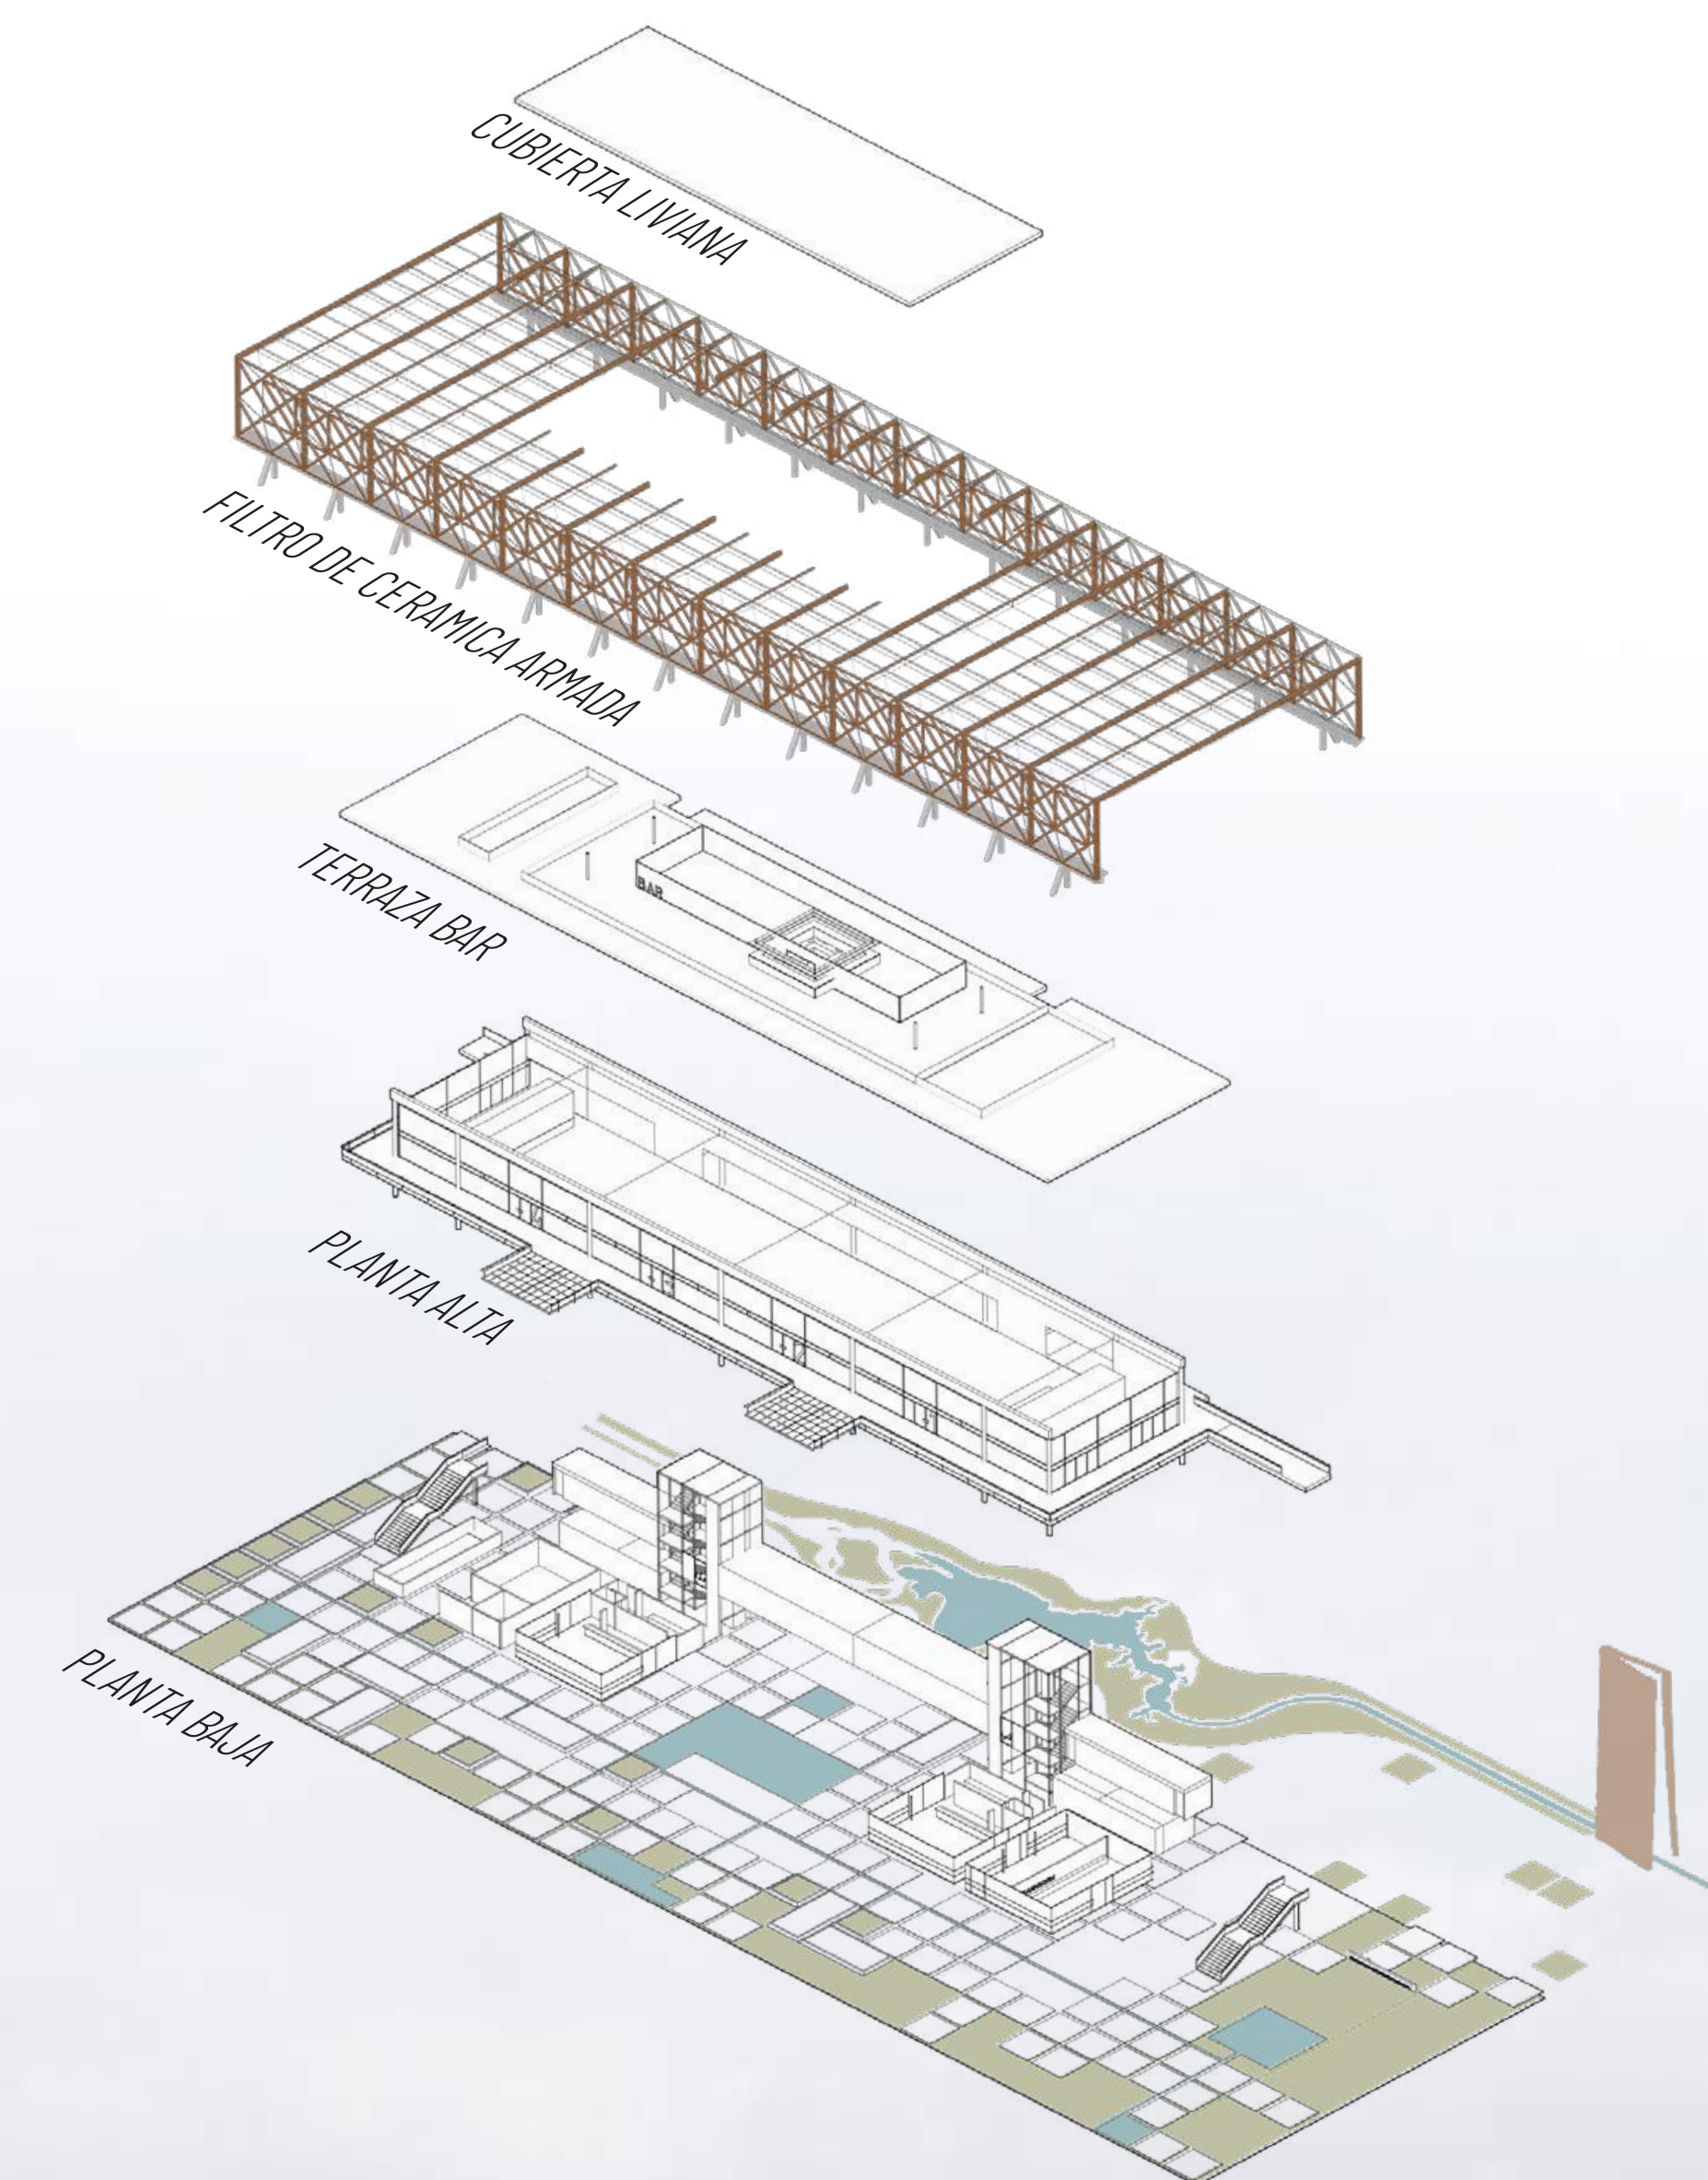 CUBIERTA LIVIANA
FILTRO DE CERAMICA ARMADA
TERRAZA BAR
BAR
PLANTA ALTA
PLANTA BAJA